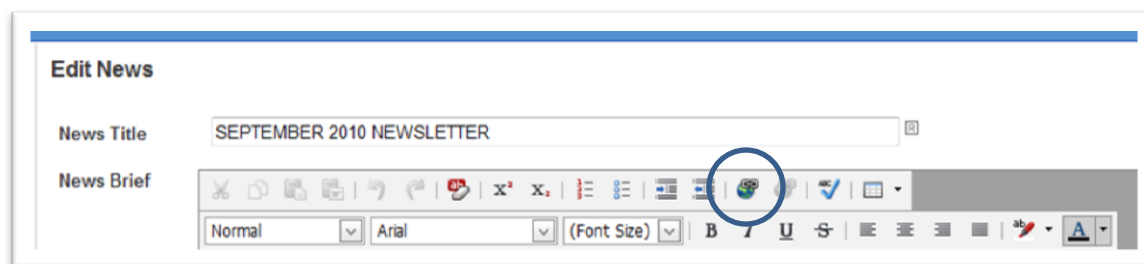 Edit News
News Title SEPTEMBER 2010 NEWSLETTER R
News Brief
Normal Arial (Font Size) B I U S A